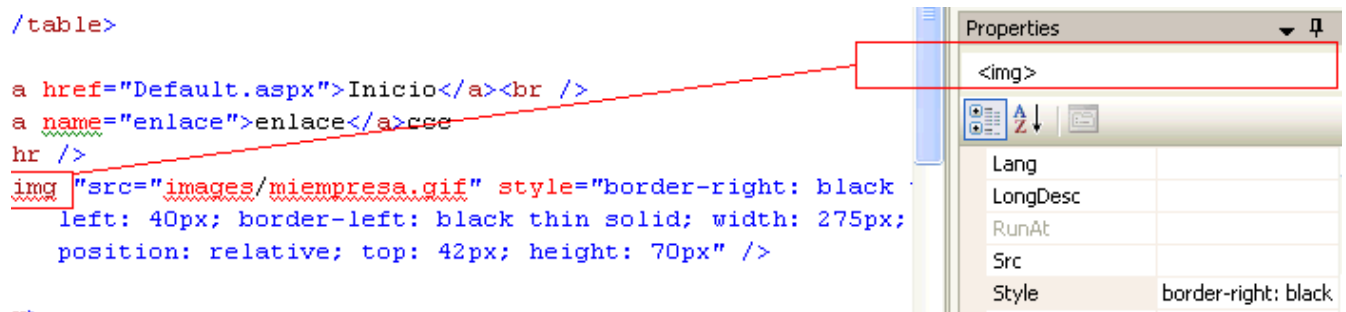 /table>
a href="Default.aspx">Inicio</a><br />
a name="enlace">enlace</a>ccc
hr />
img "src="images/miempresa.gif" style="border-right: black
left: 40px; border-left: black thin solid; width: 275px;
position: relative; top: 42px; height: 70px" />
Properties
<img>
Lang
LongDesc
RunAt
Src
Style border-right: black